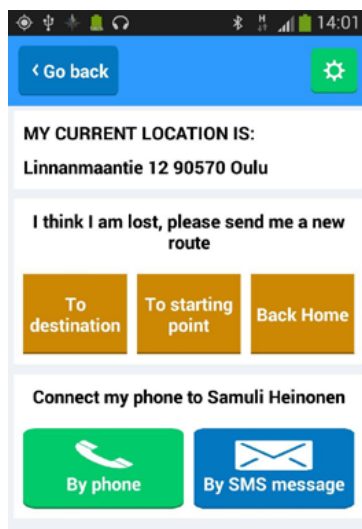 H 14:01
< Go back
MY CURRENT LOCATION IS:
Linnanmaantie 12 90570 Oulu
I think I am lost, please send me a new
route
To
destination
To starting
point
Back Home
Connect my phone to Samuli Heinonen
By phone
By SMS message